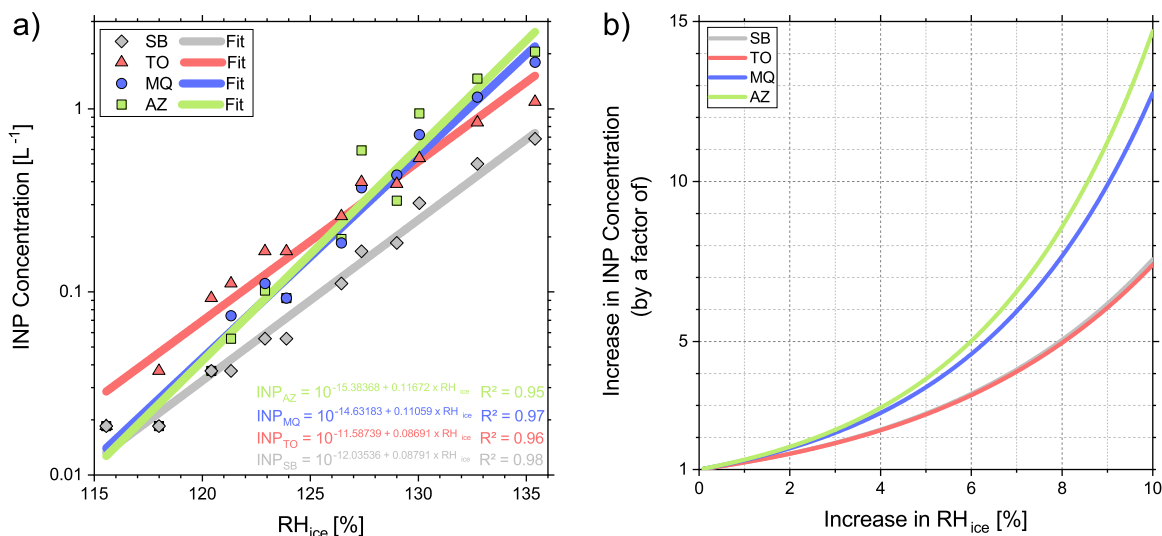 a)
SB Fit
TO Fit
MQ Fit
AZ Fit
INP Concentration [L⁻¹]
1
0.1
0.01
INP_AZ = 10^-15.38368 + 0.11672 x RH_ice R² = 0.95
INP_MQ = 10^-14.63183 + 0.11059 x RH_ice R² = 0.97
INP_TO = 10^-11.58739 + 0.08691 x RH_ice R² = 0.96
INP_SB = 10^-12.03536 + 0.08791 x RH_ice R² = 0.98
115 120 125 130 135
RH_ice [%]
b)
SB
TO
MQ
AZ
Increase in INP Concentration
(by a factor of)
15
10
5
1
0 2 4 6 8 10
Increase in RH_ice [%]